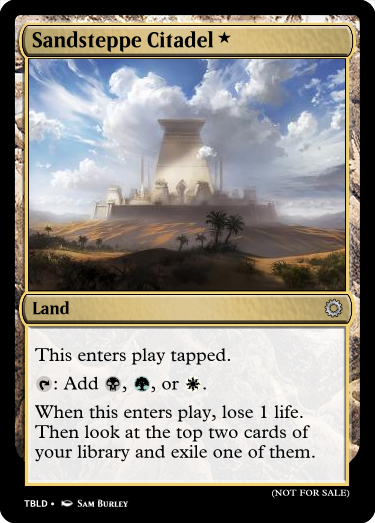 Sandsteppe Citadel ★
Land
This enters play tapped.
: Add , , or .
When this enters play, lose 1 life.
Then look at the top two cards of
your library and exile one of them.
(NOT FOR SALE)
TBLD • SAM BURLEY